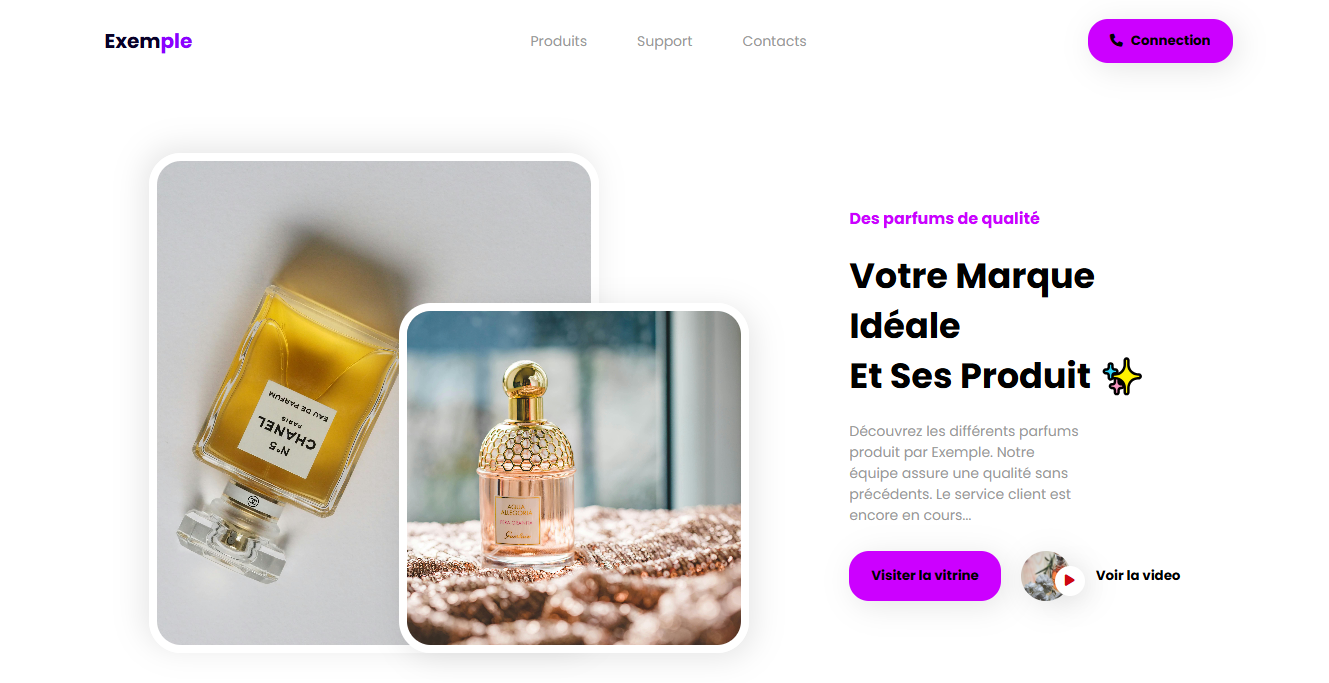 Exemple
Produits
Support
Contacts
Connection
Des parfums de qualité
Votre Marque
Idéale
Et Ses Produit ✨
Découvrez les différents parfums
produit par Exemple. Notre
équipe assure une qualité sans
précédents. Le service client est
encore en cours...
Visiter la vitrine
Voir la video
N°5
CHANEL
PARIS
EAU DE PARFUM
AQUA
ALLEGORIA